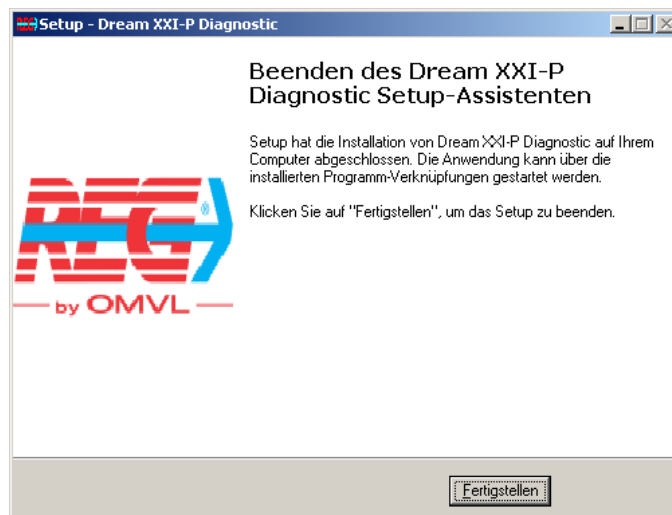 Setup - Dream XXI-P Diagnostic
Beenden des Dream XXI-P
Diagnostic Setup-Assistenten
Setup hat die Installation von Dream XXI-P Diagnostic auf Ihrem
Computer abgeschlossen. Die Anwendung kann über die
installierten Programm-Verknüpfungen gestartet werden.
Klicken Sie auf "Fertigstellen", um das Setup zu beenden.
REG®
by OMVL
Fertigstellen